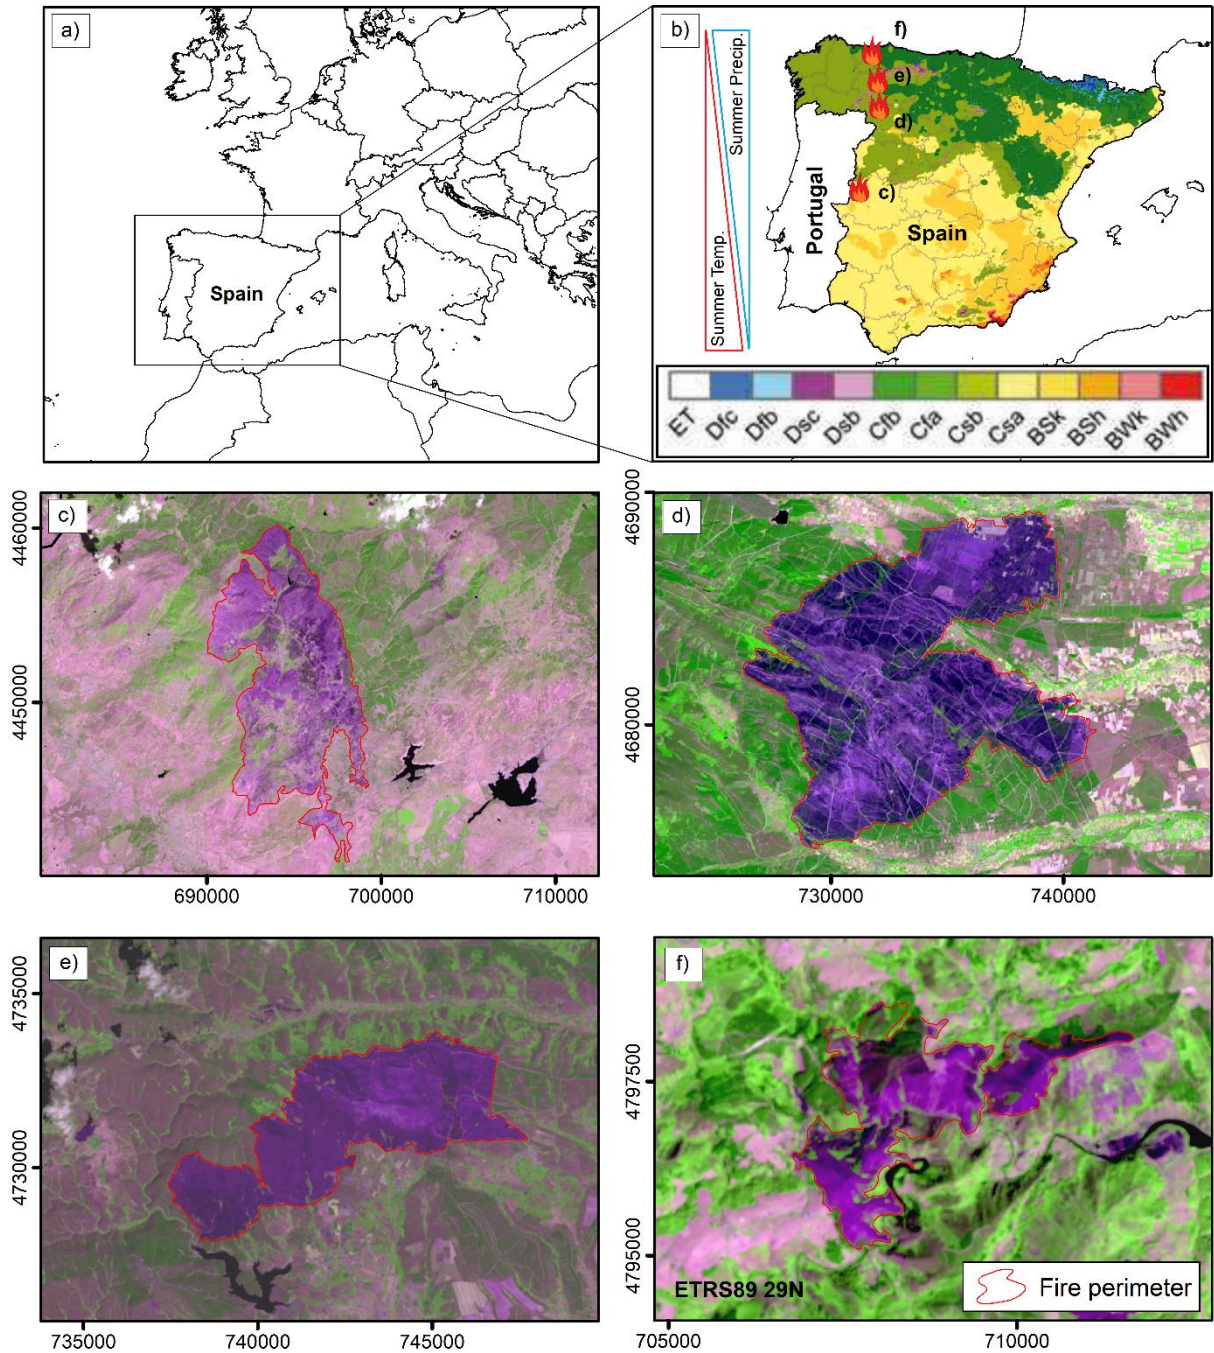 a)
Spain
b)
f)
e)
d)
c)
Summer Precip.
Summer Temp.
Portugal
Spain
ET
Dfc
Dfb
Dsc
Dsb
Cfb
Cfa
Csb
Csa
BSk
BSh
BWk
BWh
c)
4460000
4450000
690000
700000
710000
d)
4690000
4680000
730000
740000
e)
4735000
4730000
735000
740000
745000
f)
4797500
4795000
705000
710000
ETRS89 29N
Fire perimeter